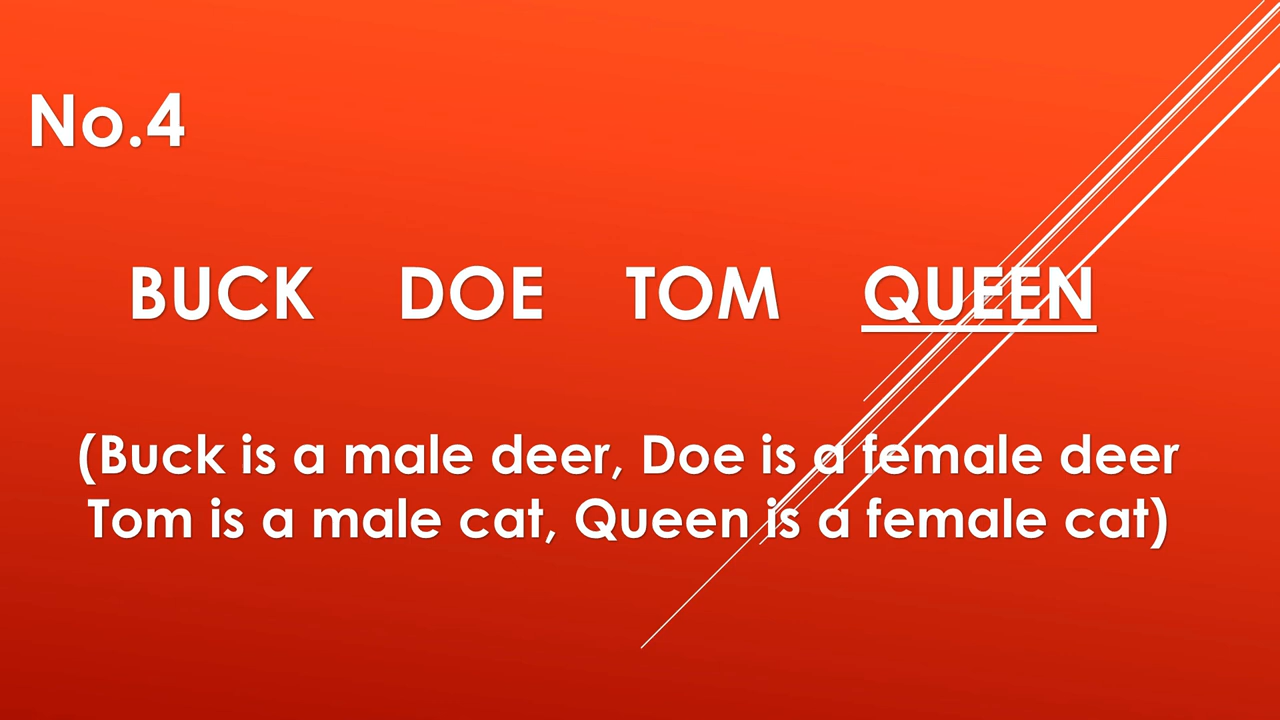 No.4
BUCK DOE TOM QUEEN
(Buck is a male deer, Doe is a female deer
Tom is a male cat, Queen is a female cat)